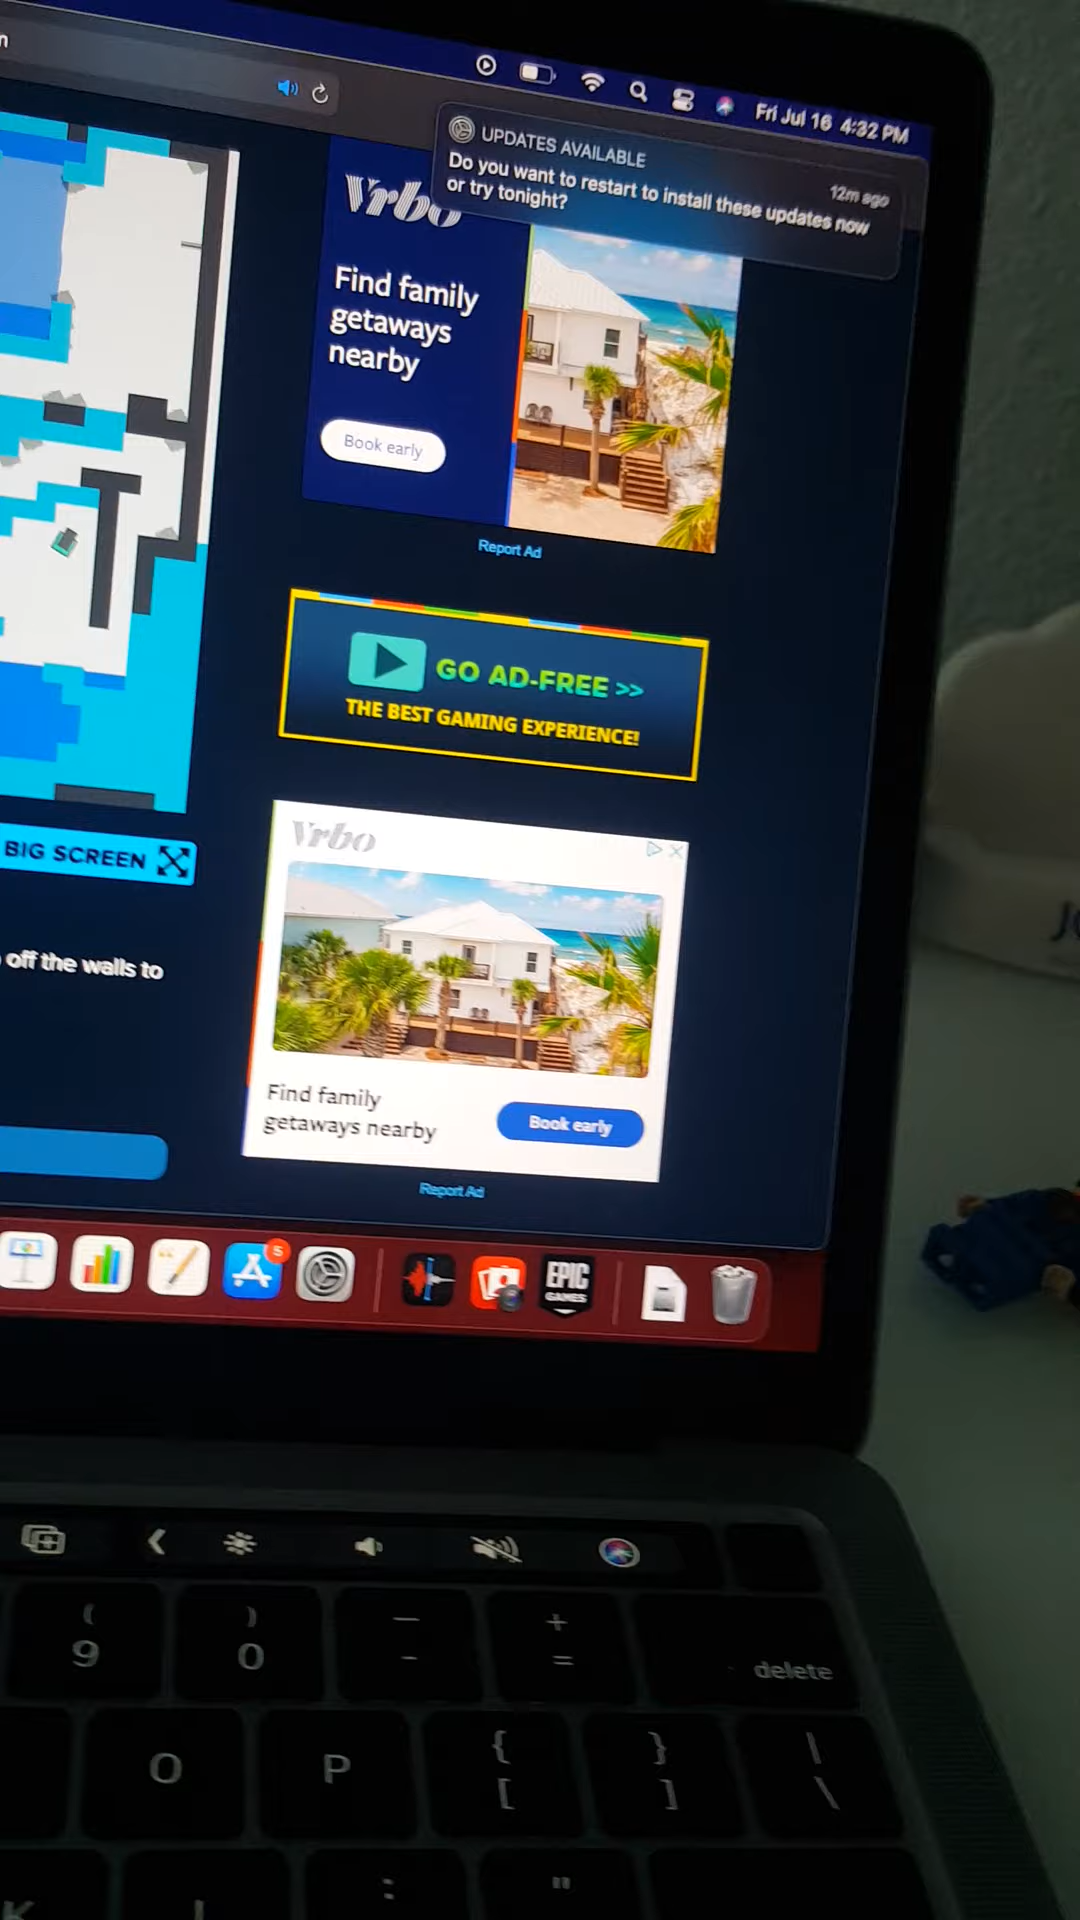 n
Fri Jul 16 4:32 PM
UPDATES AVAILABLE
12m ago
Do you want to restart to install these updates now
or try tonight?
Vrbo
Find family
getaways
nearby
Book early
Report Ad
GO AD-FREE >>
THE BEST GAMING EXPERIENCE!
BIG SCREEN
Vrbo
off the walls to
Find family
getaways nearby
Book early
Report Ad
5
EPIC
GAMES
( ) — +
9 0 - = delete
{ } |
O P [ ] \
: "
K